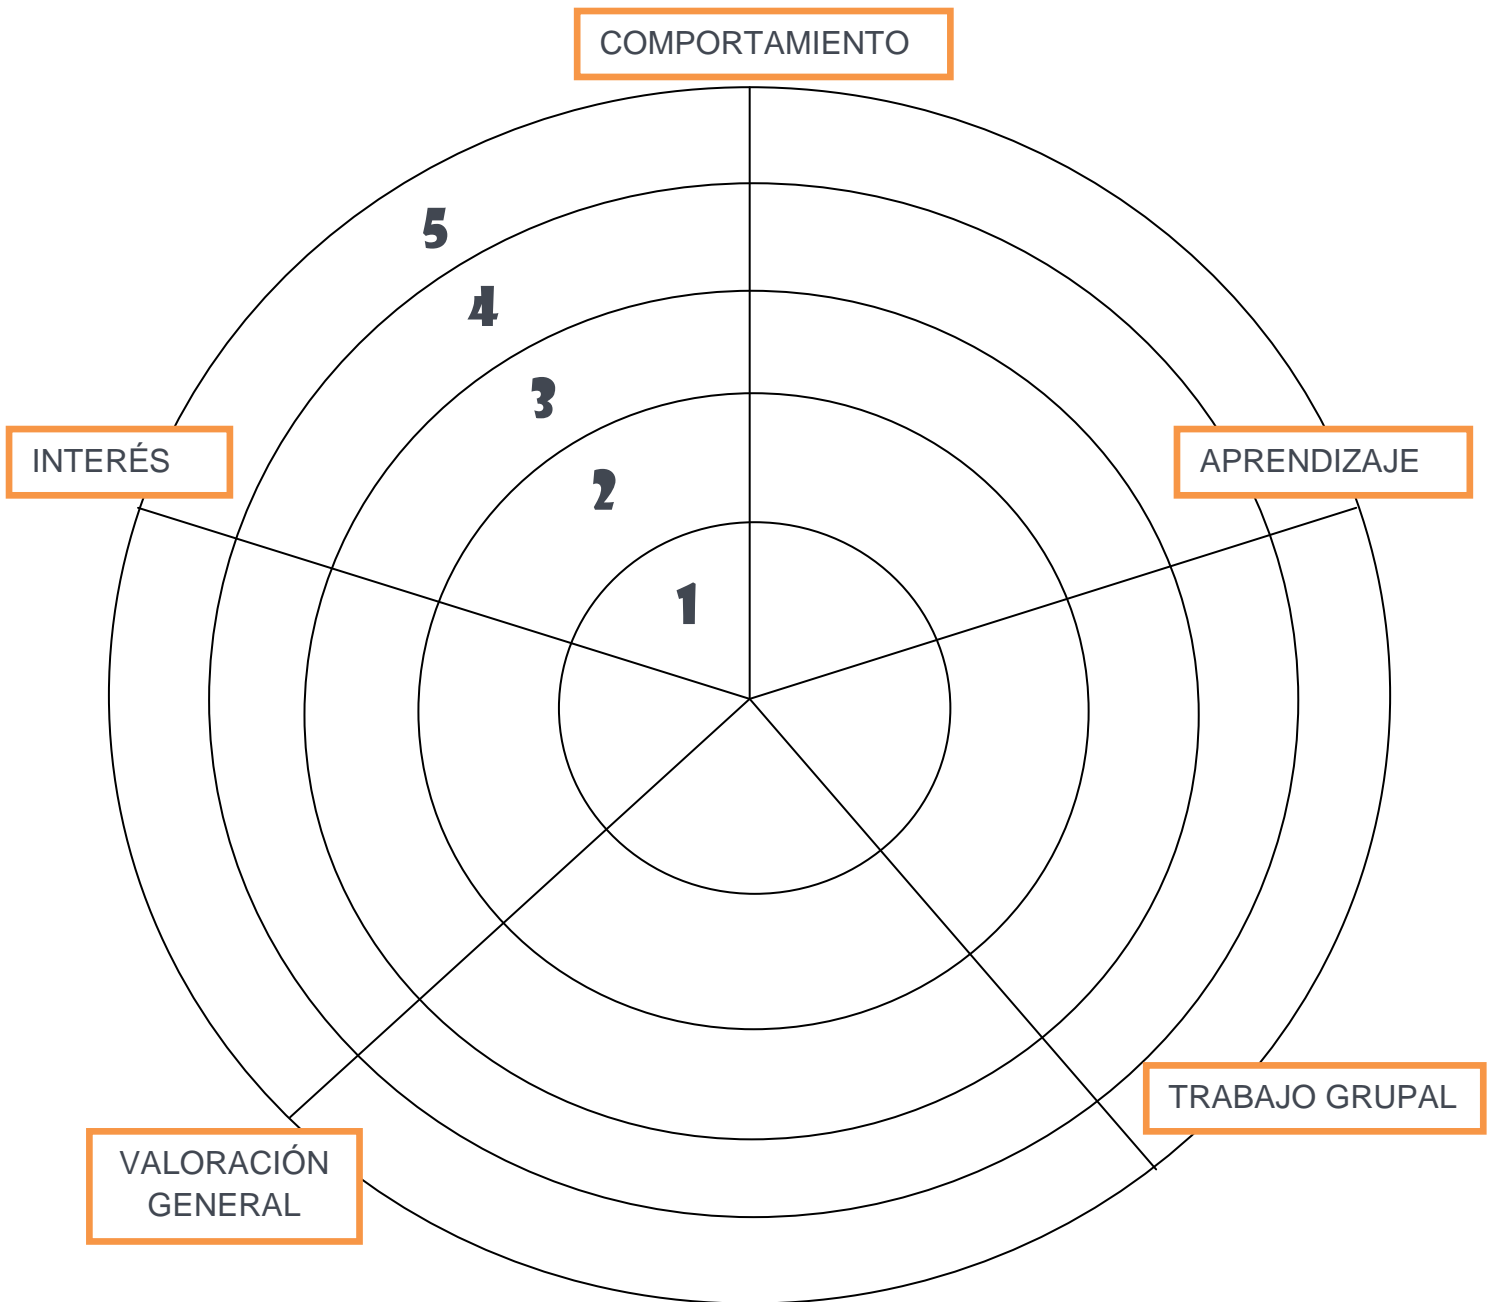 COMPORTAMIENTO
5
4
3
INTERÉS
APRENDIZAJE
2
1
TRABAJO GRUPAL
VALORACIÓN
GENERAL